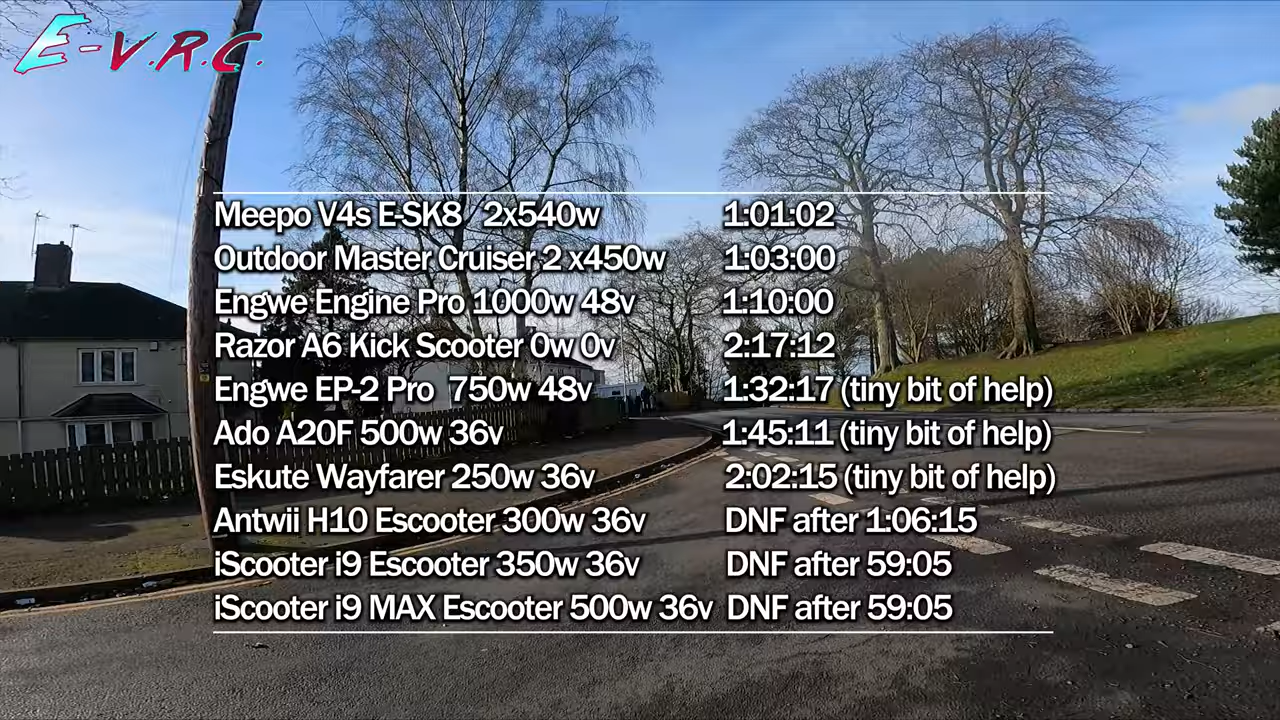 E-V.R.C.
Meepo V4s E-SK8 2x540w 1:01:02
Outdoor Master Cruiser 2 x450w 1:03:00
Engwe Engine Pro 1000w 48v 1:10:00
Razor A6 Kick Scooter 0w 0v 2:17:12
Engwe EP-2 Pro 750w 48v 1:32:17 (tiny bit of help)
Ado A20F 500w 36v 1:45:11 (tiny bit of help)
Eskute Wayfarer 250w 36v 2:02:15 (tiny bit of help)
Antwii H10 Escooter 300w 36v DNF after 1:06:15
iScooter i9 Escooter 350w 36v DNF after 59:05
iScooter i9 MAX Escooter 500w 36v DNF after 59:05